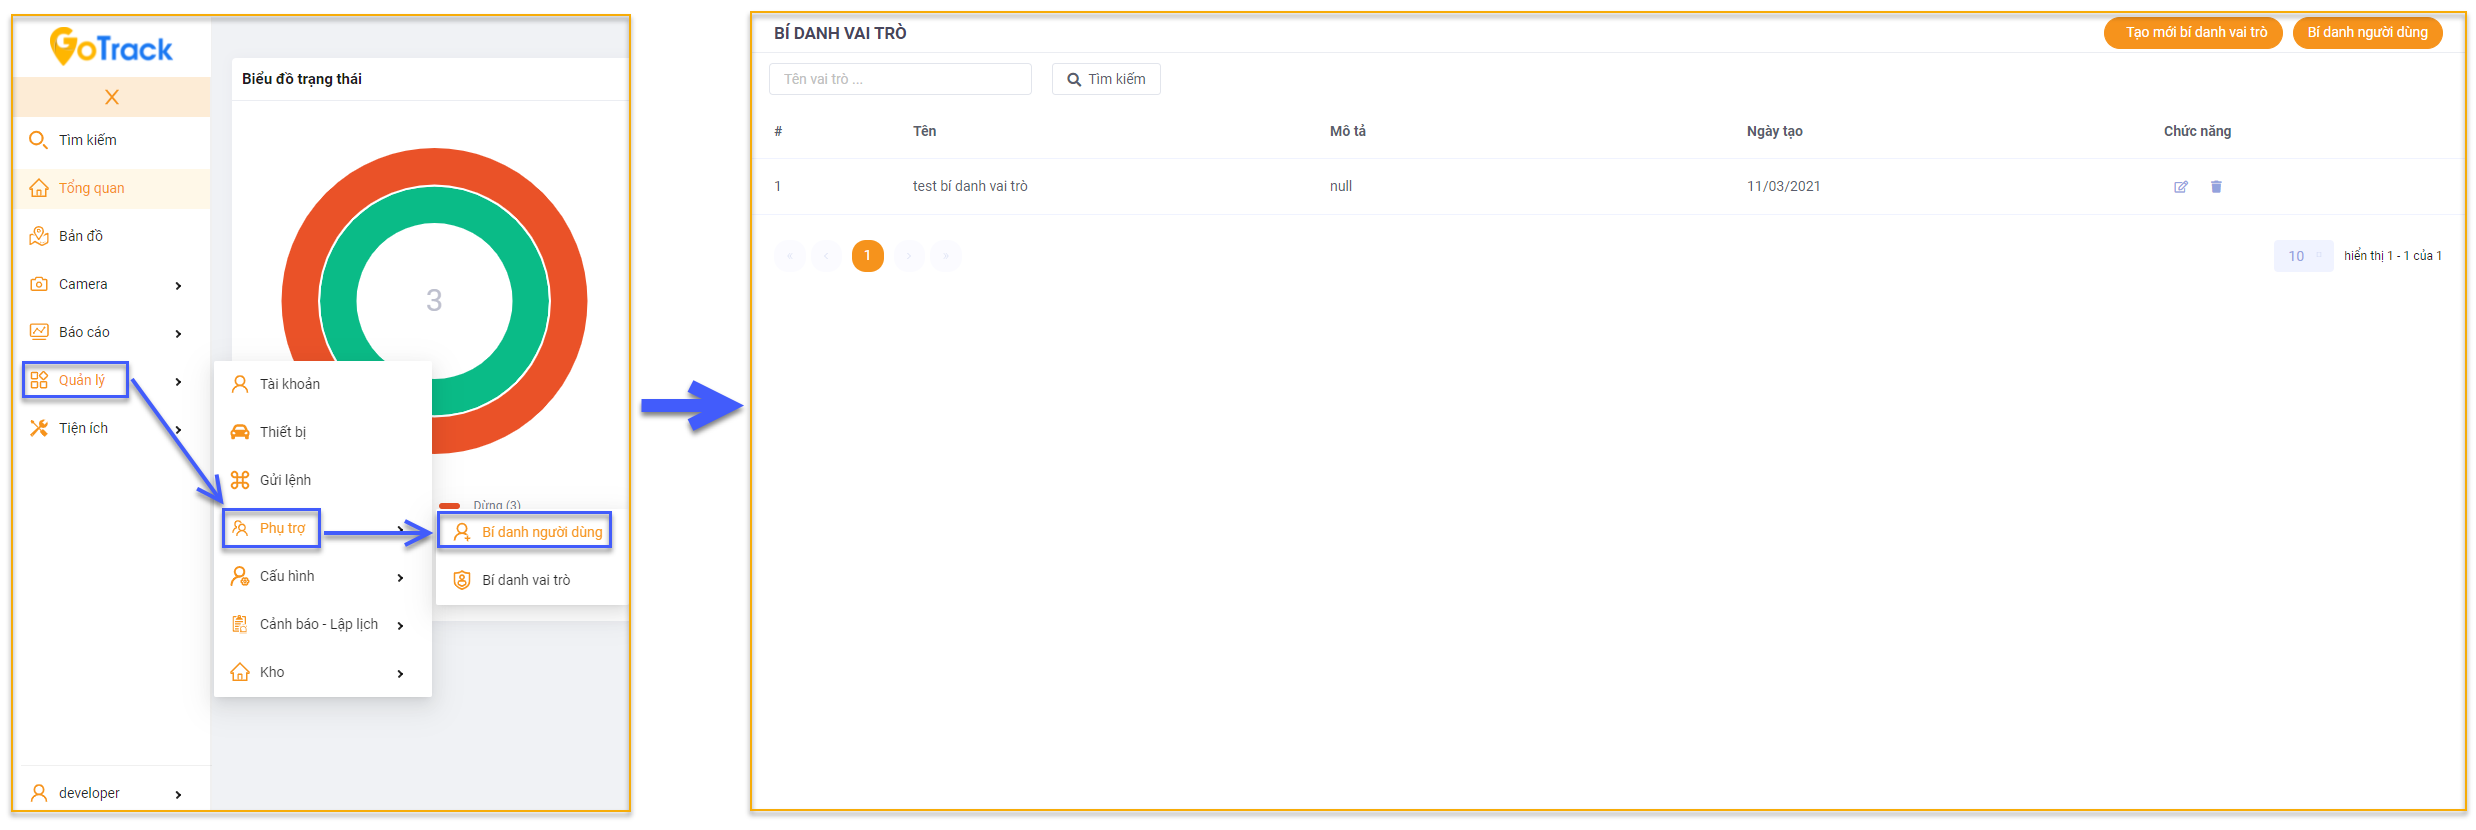 GoTrack
X
Tìm kiếm
Tổng quan
Bản đồ
Camera
Báo cáo
Quản lý
Tiện ích
developer
Biểu đồ trạng thái
3
Dừng (3)
Tài khoản
Thiết bị
Gửi lệnh
Phụ trợ
Cấu hình
Cảnh báo - Lập lịch
Kho
Bí danh người dùng
Bí danh vai trò
BÍ DANH VAI TRÒ
Tạo mới bí danh vai trò
Bí danh người dùng
Tên vai trò ...
Tìm kiếm
# Tên Mô tả Ngày tạo Chức năng
1 test bí danh vai trò null 11/03/2021
« ‹ 1 › »
10 hiển thị 1 - 1 của 1